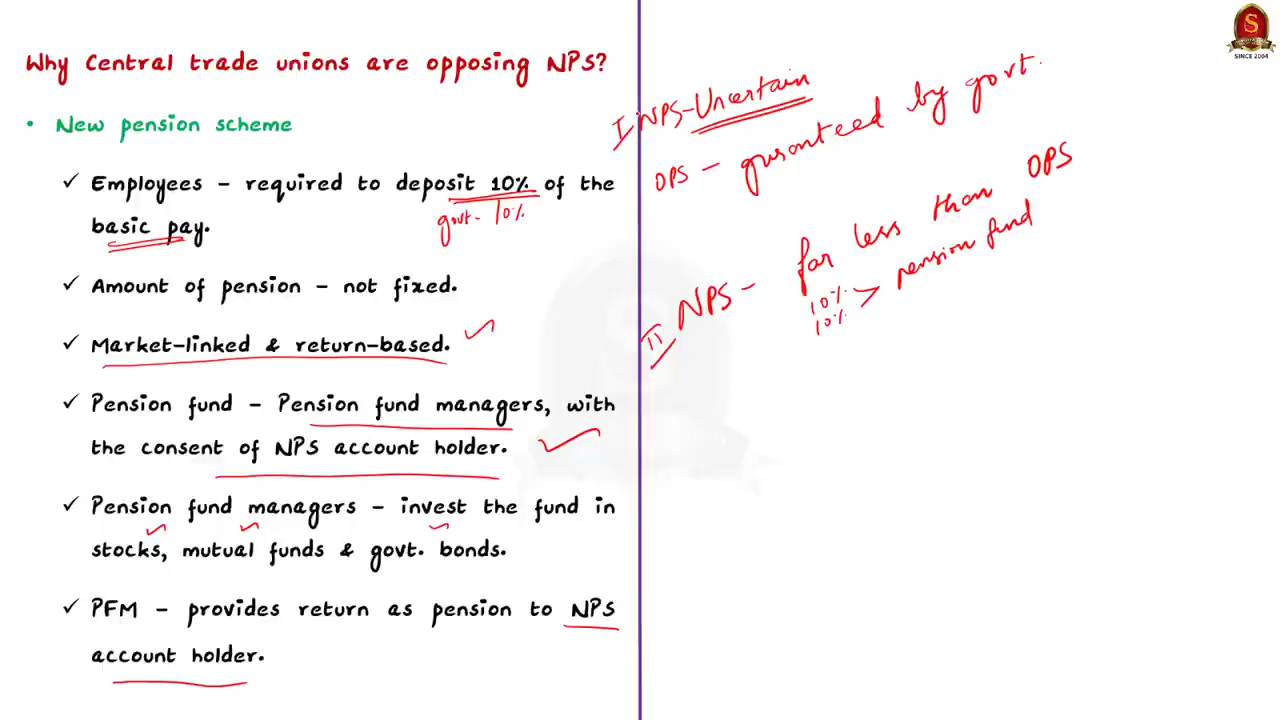 Why Central trade unions are opposing NPS?
• New pension scheme
✓ Employees - required to deposit 10% of the
govt - 10%
basic pay.
✓ Amount of pension - not fixed.
✓ Market-linked & return-based.
✓ Pension fund - Pension fund managers, with
the consent of NPS account holder.
✓ Pension fund managers - invest the fund in
stocks, mutual funds & govt. bonds.
✓ PFM - provides return as pension to NPS
account holder.
I NPS - Uncertain
OPS - guranteed by govt.
II NPS - far less than OPS
10%
10% > pension fund
S
SINCE 2004